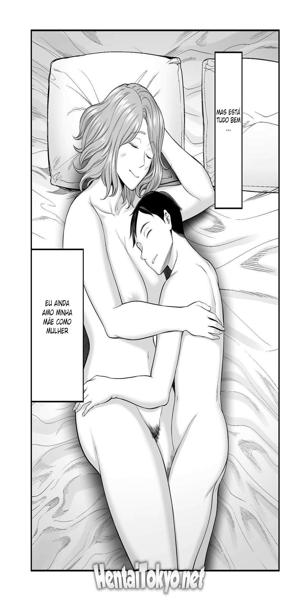 MAS ESTÁ
TUDO BEM
...
EU AINDA
AMO MINHA
MÃE COMO
MULHER
HentaiTokyo.net